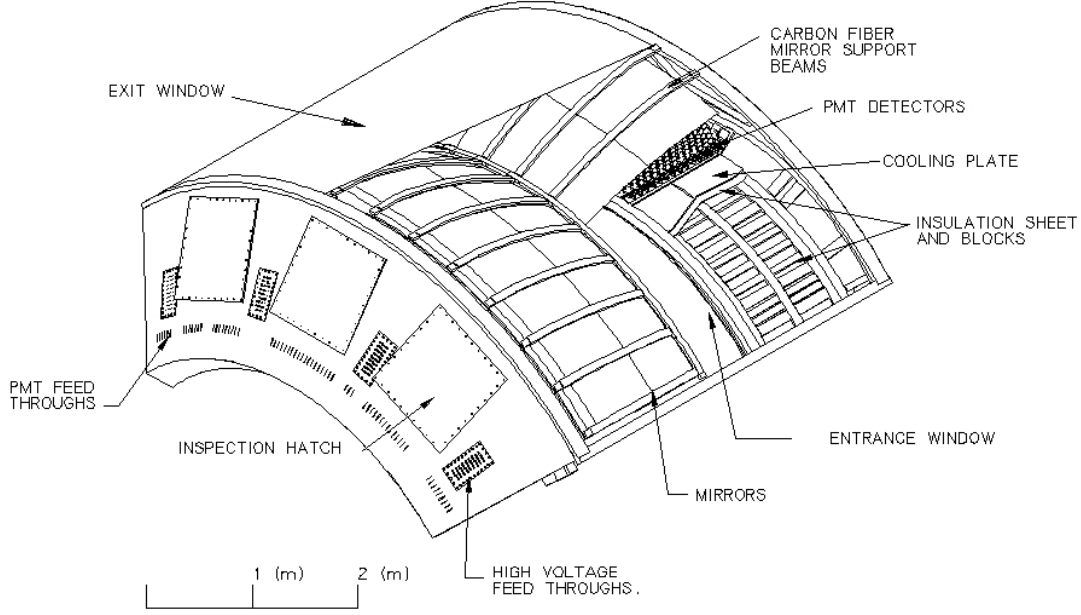 CARBON FIBER
MIRROR SUPPORT
BEAMS
EXIT WINDOW
PMT DETECTORS
COOLING PLATE
INSULATION SHEET
AND BLOCKS
PMT FEED
THROUGHS
INSPECTION HATCH
ENTRANCE WINDOW
MIRRORS
1 (m)
2 (m)
HIGH VOLTAGE
FEED THROUGHS.